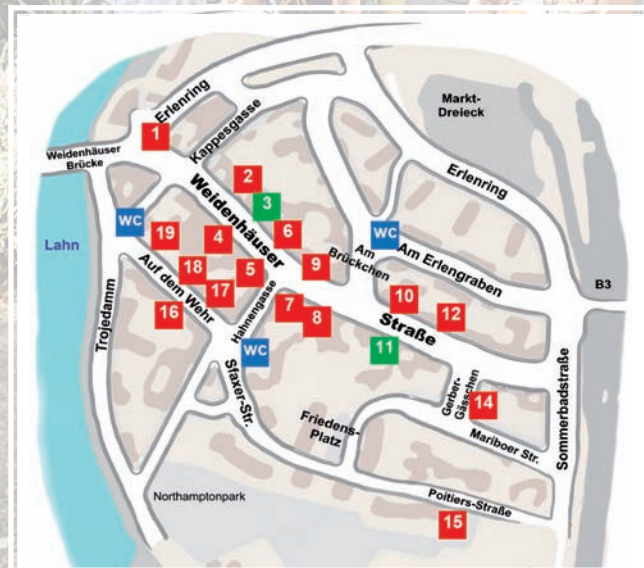 Erlenring
Markt-
Dreieck
1
Kappesgasse
Weidenhäuser
Brücke
2
Erlenring
3
Weidenhäuser
Straße
WC
19
4
6
WC
Am
Brückchen
Am Erlengraben
Lahn
18
5
9
B3
Auf dem Wehr
17
Hahnengasse
10
Trojedamm
16
7
8
12
WC
11
Sfaxer-Str.
Gerber-
Gässchen
14
Sommerbadstraße
Friedens-
Platz
Mariboer Str.
Northamptonpark
Poitiers-Straße
15